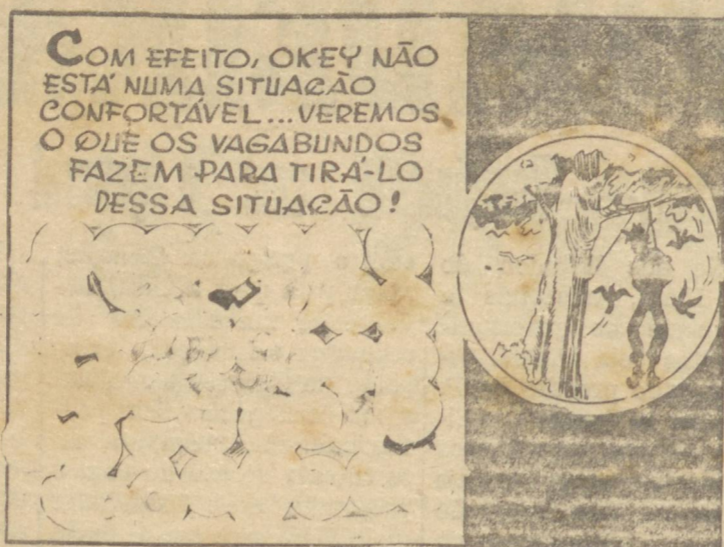 COM EFEITO, OKEY NÃO
ESTÁ NUMA SITUAÇÃO
CONFORTÁVEL... VEREMOS
O QUE OS VAGABUNDOS
FAZEM PARA TIRÁ-LO
DESSA SITUAÇÃO!